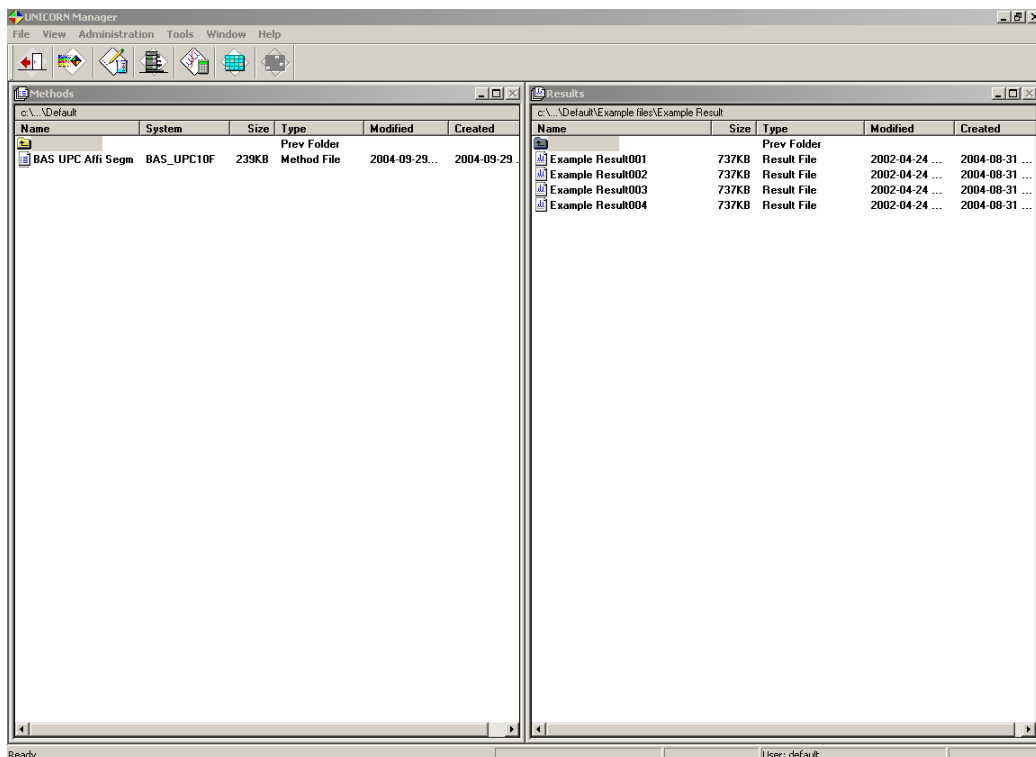 UNICORN Manager
File View Administration Tools Window Help
Methods
c:\...\Default
Name System Size Type Modified Created
Prev Folder
BAS UPC Affi Segm BAS_UPC10F 239KB Method File 2004-09-29... 2004-09-29 .
Results
c:\...\Default\Example files\Example Result
Name Size Type Modified Created
Prev Folder
Example Result001 737KB Result File 2002-04-24 ... 2004-08-31 ...
Example Result002 737KB Result File 2002-04-24 ... 2004-08-31 ...
Example Result003 737KB Result File 2002-04-24 ... 2004-08-31 ...
Example Result004 737KB Result File 2002-04-24 ... 2004-08-31 ...
Ready
User: default